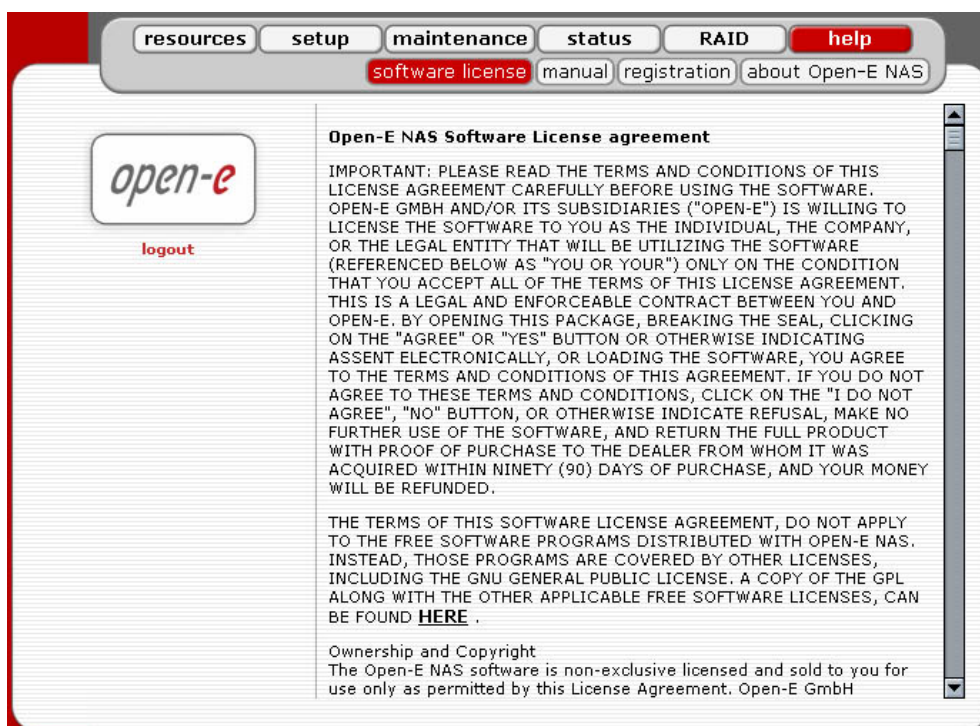 resources setup maintenance status RAID help
software license manual registration about Open-E NAS
open-e
logout
Open-E NAS Software License agreement
IMPORTANT: PLEASE READ THE TERMS AND CONDITIONS OF THIS
LICENSE AGREEMENT CAREFULLY BEFORE USING THE SOFTWARE.
OPEN-E GMBH AND/OR ITS SUBSIDIARIES ("OPEN-E") IS WILLING TO
LICENSE THE SOFTWARE TO YOU AS THE INDIVIDUAL, THE COMPANY,
OR THE LEGAL ENTITY THAT WILL BE UTILIZING THE SOFTWARE
(REFERENCED BELOW AS "YOU OR YOUR") ONLY ON THE CONDITION
THAT YOU ACCEPT ALL OF THE TERMS OF THIS LICENSE AGREEMENT.
THIS IS A LEGAL AND ENFORCEABLE CONTRACT BETWEEN YOU AND
OPEN-E. BY OPENING THIS PACKAGE, BREAKING THE SEAL, CLICKING
ON THE "AGREE" OR "YES" BUTTON OR OTHERWISE INDICATING
ASSENT ELECTRONICALLY, OR LOADING THE SOFTWARE, YOU AGREE
TO THE TERMS AND CONDITIONS OF THIS AGREEMENT. IF YOU DO NOT
AGREE TO THESE TERMS AND CONDITIONS, CLICK ON THE "I DO NOT
AGREE", "NO" BUTTON, OR OTHERWISE INDICATE REFUSAL, MAKE NO
FURTHER USE OF THE SOFTWARE, AND RETURN THE FULL PRODUCT
WITH PROOF OF PURCHASE TO THE DEALER FROM WHOM IT WAS
ACQUIRED WITHIN NINETY (90) DAYS OF PURCHASE, AND YOUR MONEY
WILL BE REFUNDED.
THE TERMS OF THIS SOFTWARE LICENSE AGREEMENT, DO NOT APPLY
TO THE FREE SOFTWARE PROGRAMS DISTRIBUTED WITH OPEN-E NAS.
INSTEAD, THOSE PROGRAMS ARE COVERED BY OTHER LICENSES,
INCLUDING THE GNU GENERAL PUBLIC LICENSE. A COPY OF THE GPL
ALONG WITH THE OTHER APPLICABLE FREE SOFTWARE LICENSES, CAN
BE FOUND HERE .
Ownership and Copyright
The Open-E NAS software is non-exclusive licensed and sold to you for
use only as permitted by this License Agreement. Open-E GmbH